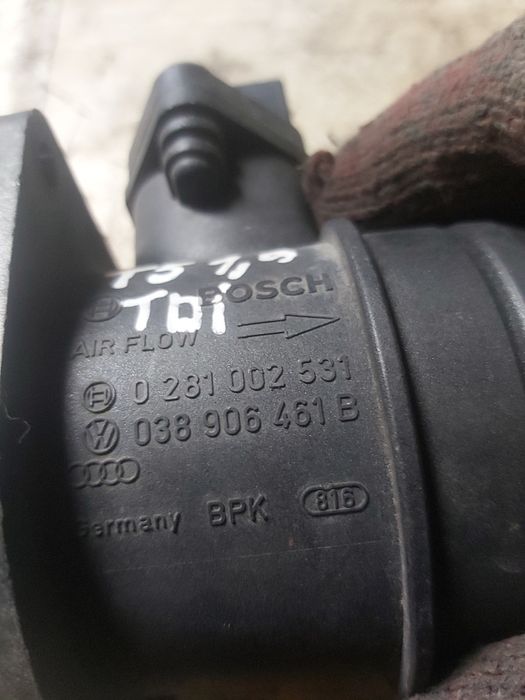 T5 1,9
TDi
BOSCH
AIR FLOW
0 281 002 531
038 906 461 B
Germany BPK 816